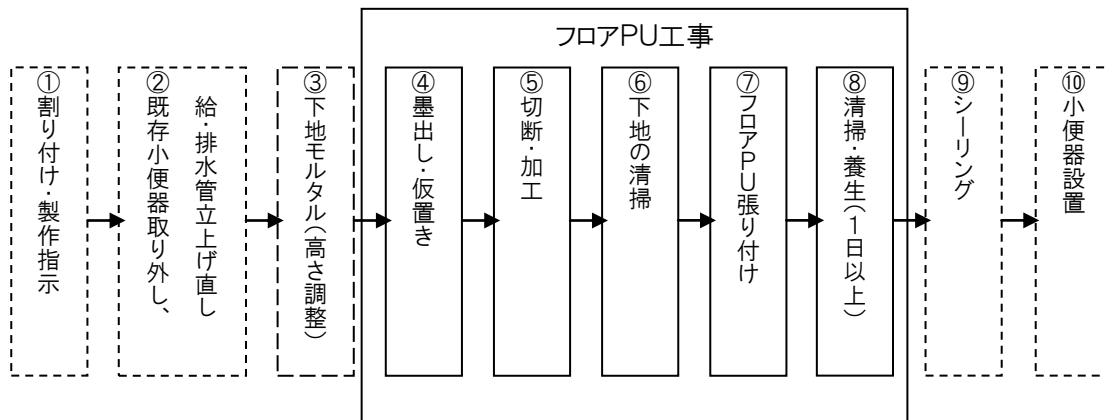 フロアPU工事
①割り付け・製作指示
②既存小便器取り外し、
給・排水管立上げ直し
③下地モルタル(高さ調整)
④墨出し・仮置き
⑤切断・加工
⑥下地の清掃
⑦フロアPU張り付け
⑧清掃・養生(1日以上)
⑨シーリング
⑩小便器設置